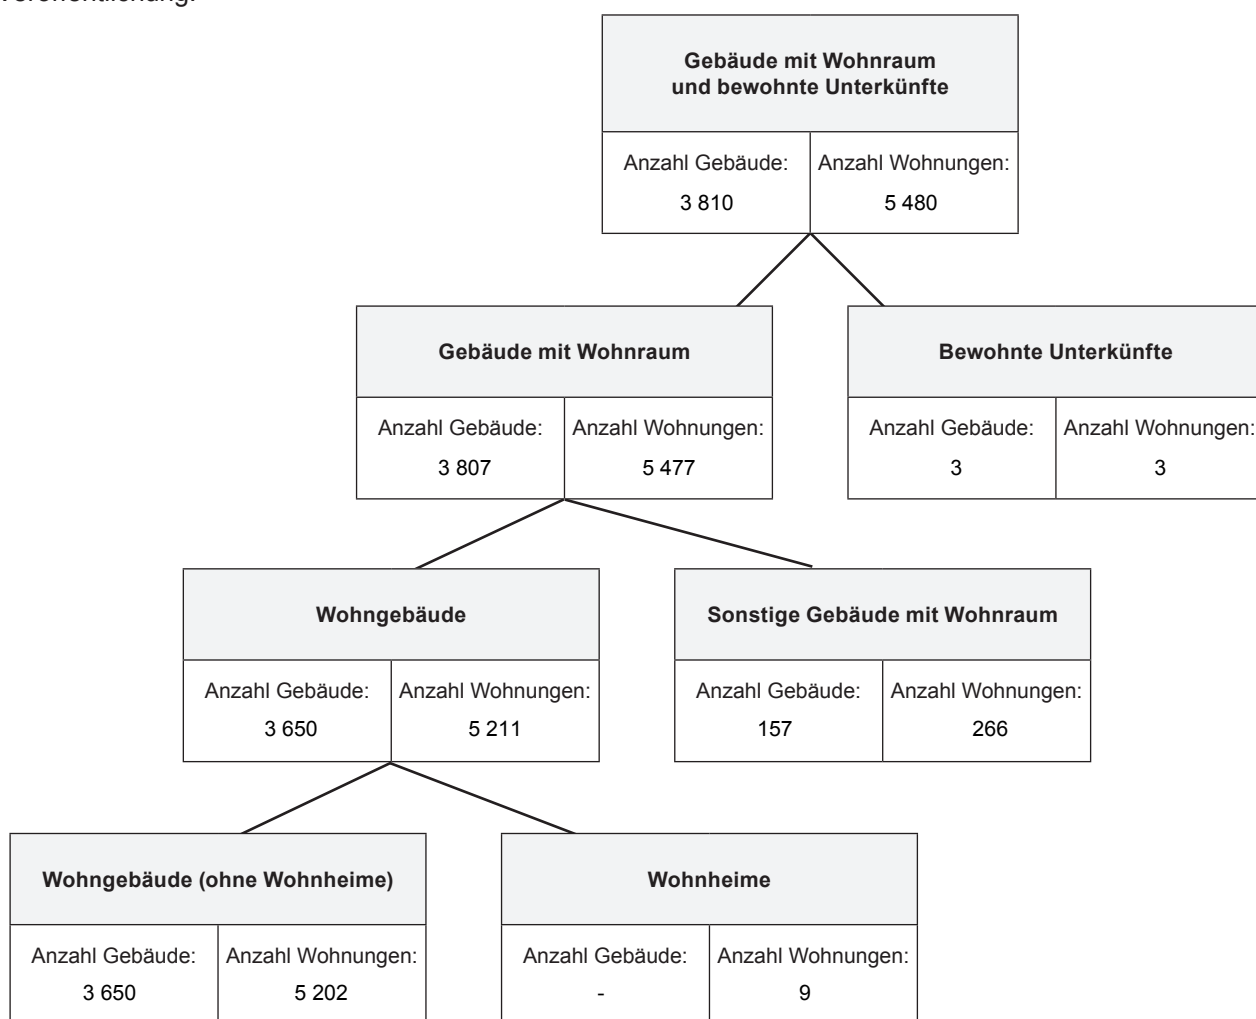 Veröffentlichung.
Gebäude mit Wohnraum
und bewohnte Unterkünfte
Anzahl Gebäude:
3 810
Anzahl Wohnungen:
5 480
Gebäude mit Wohnraum
Anzahl Gebäude:
3 807
Anzahl Wohnungen:
5 477
Bewohnte Unterkünfte
Anzahl Gebäude:
3
Anzahl Wohnungen:
3
Wohngebäude
Anzahl Gebäude:
3 650
Anzahl Wohnungen:
5 211
Sonstige Gebäude mit Wohnraum
Anzahl Gebäude:
157
Anzahl Wohnungen:
266
Wohngebäude (ohne Wohnheime)
Anzahl Gebäude:
3 650
Anzahl Wohnungen:
5 202
Wohnheime
Anzahl Gebäude:
-
Anzahl Wohnungen:
9